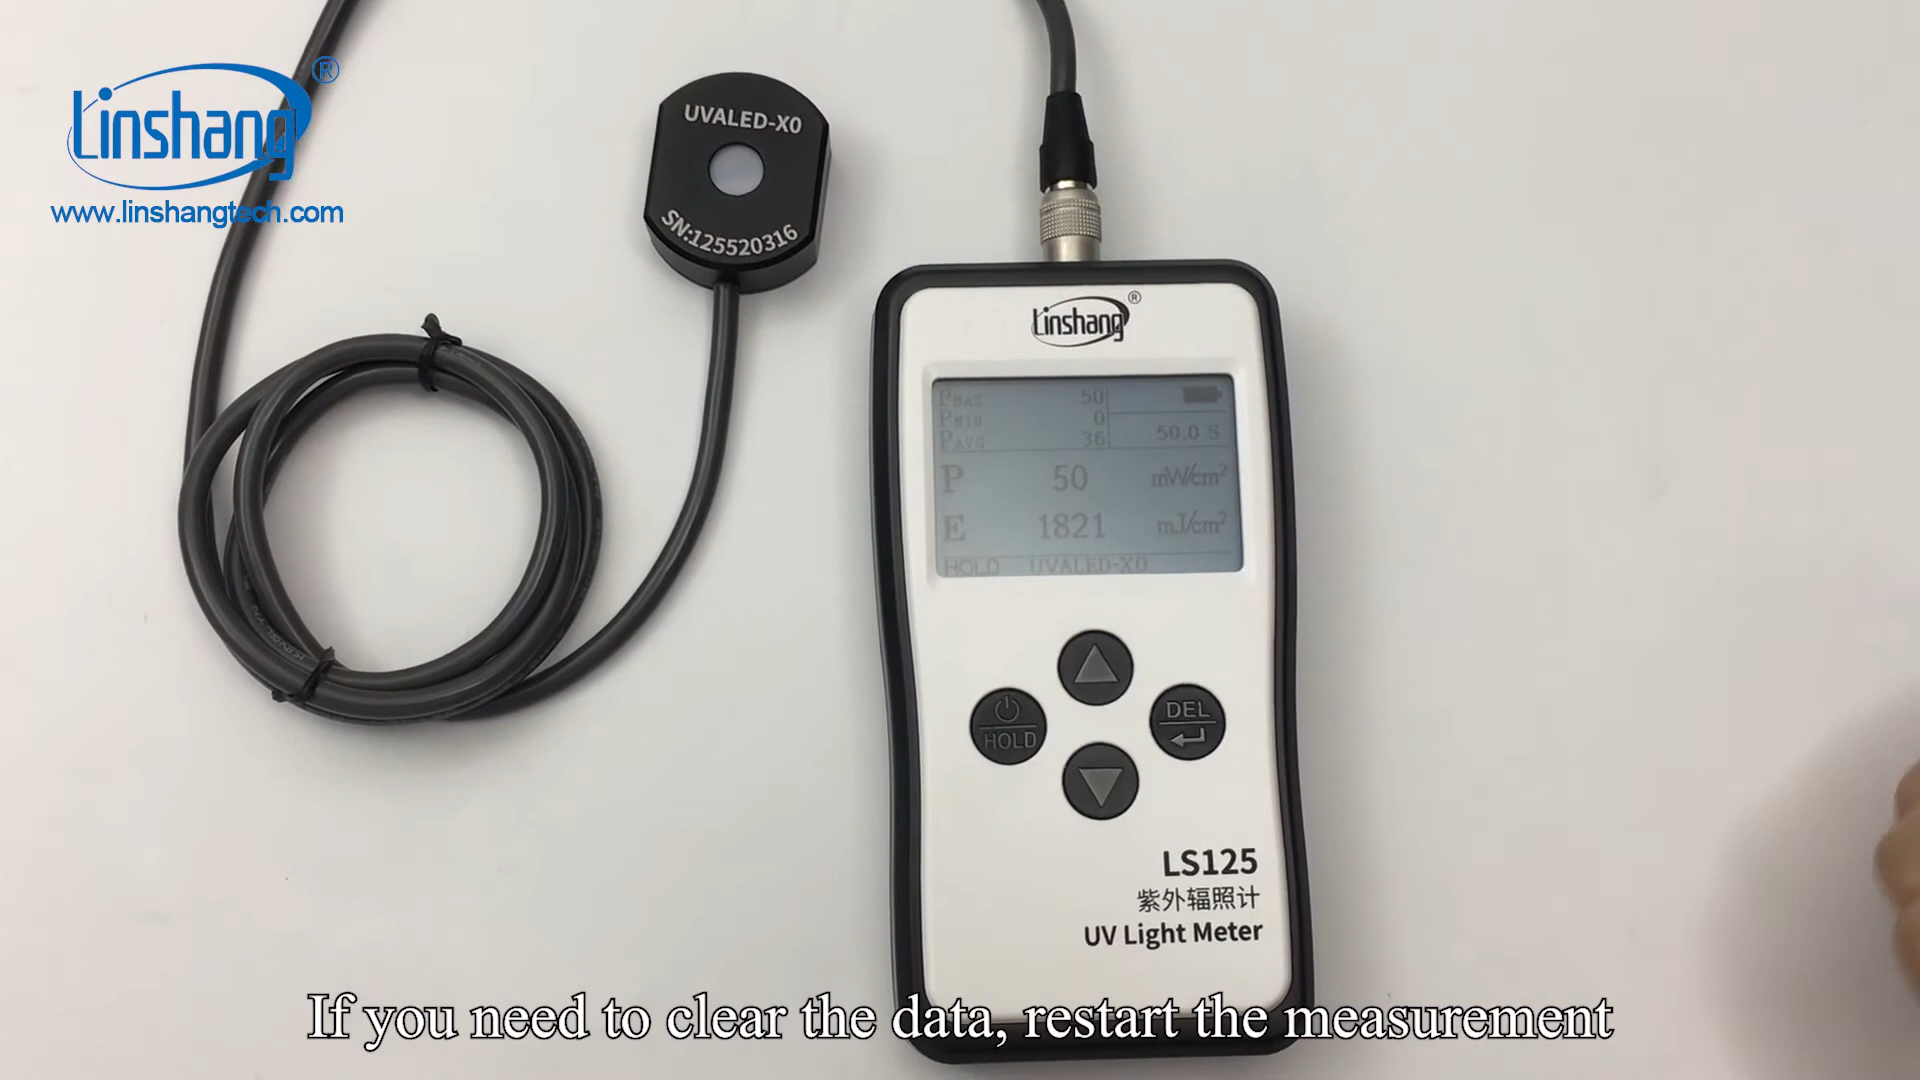 Linshang®
www.linshangtech.com
UVALED-X0
SN:125520316
Linshang®
PMAX 50
PMIN 0
PAVG 36
50.0 S
P 50 mW/cm²
E 1821 mJ/cm²
HOLD UVALED-X0
HOLD
DEL
LS125
紫外辐照计
UV Light Meter
If you need to clear the data, restart the measurement